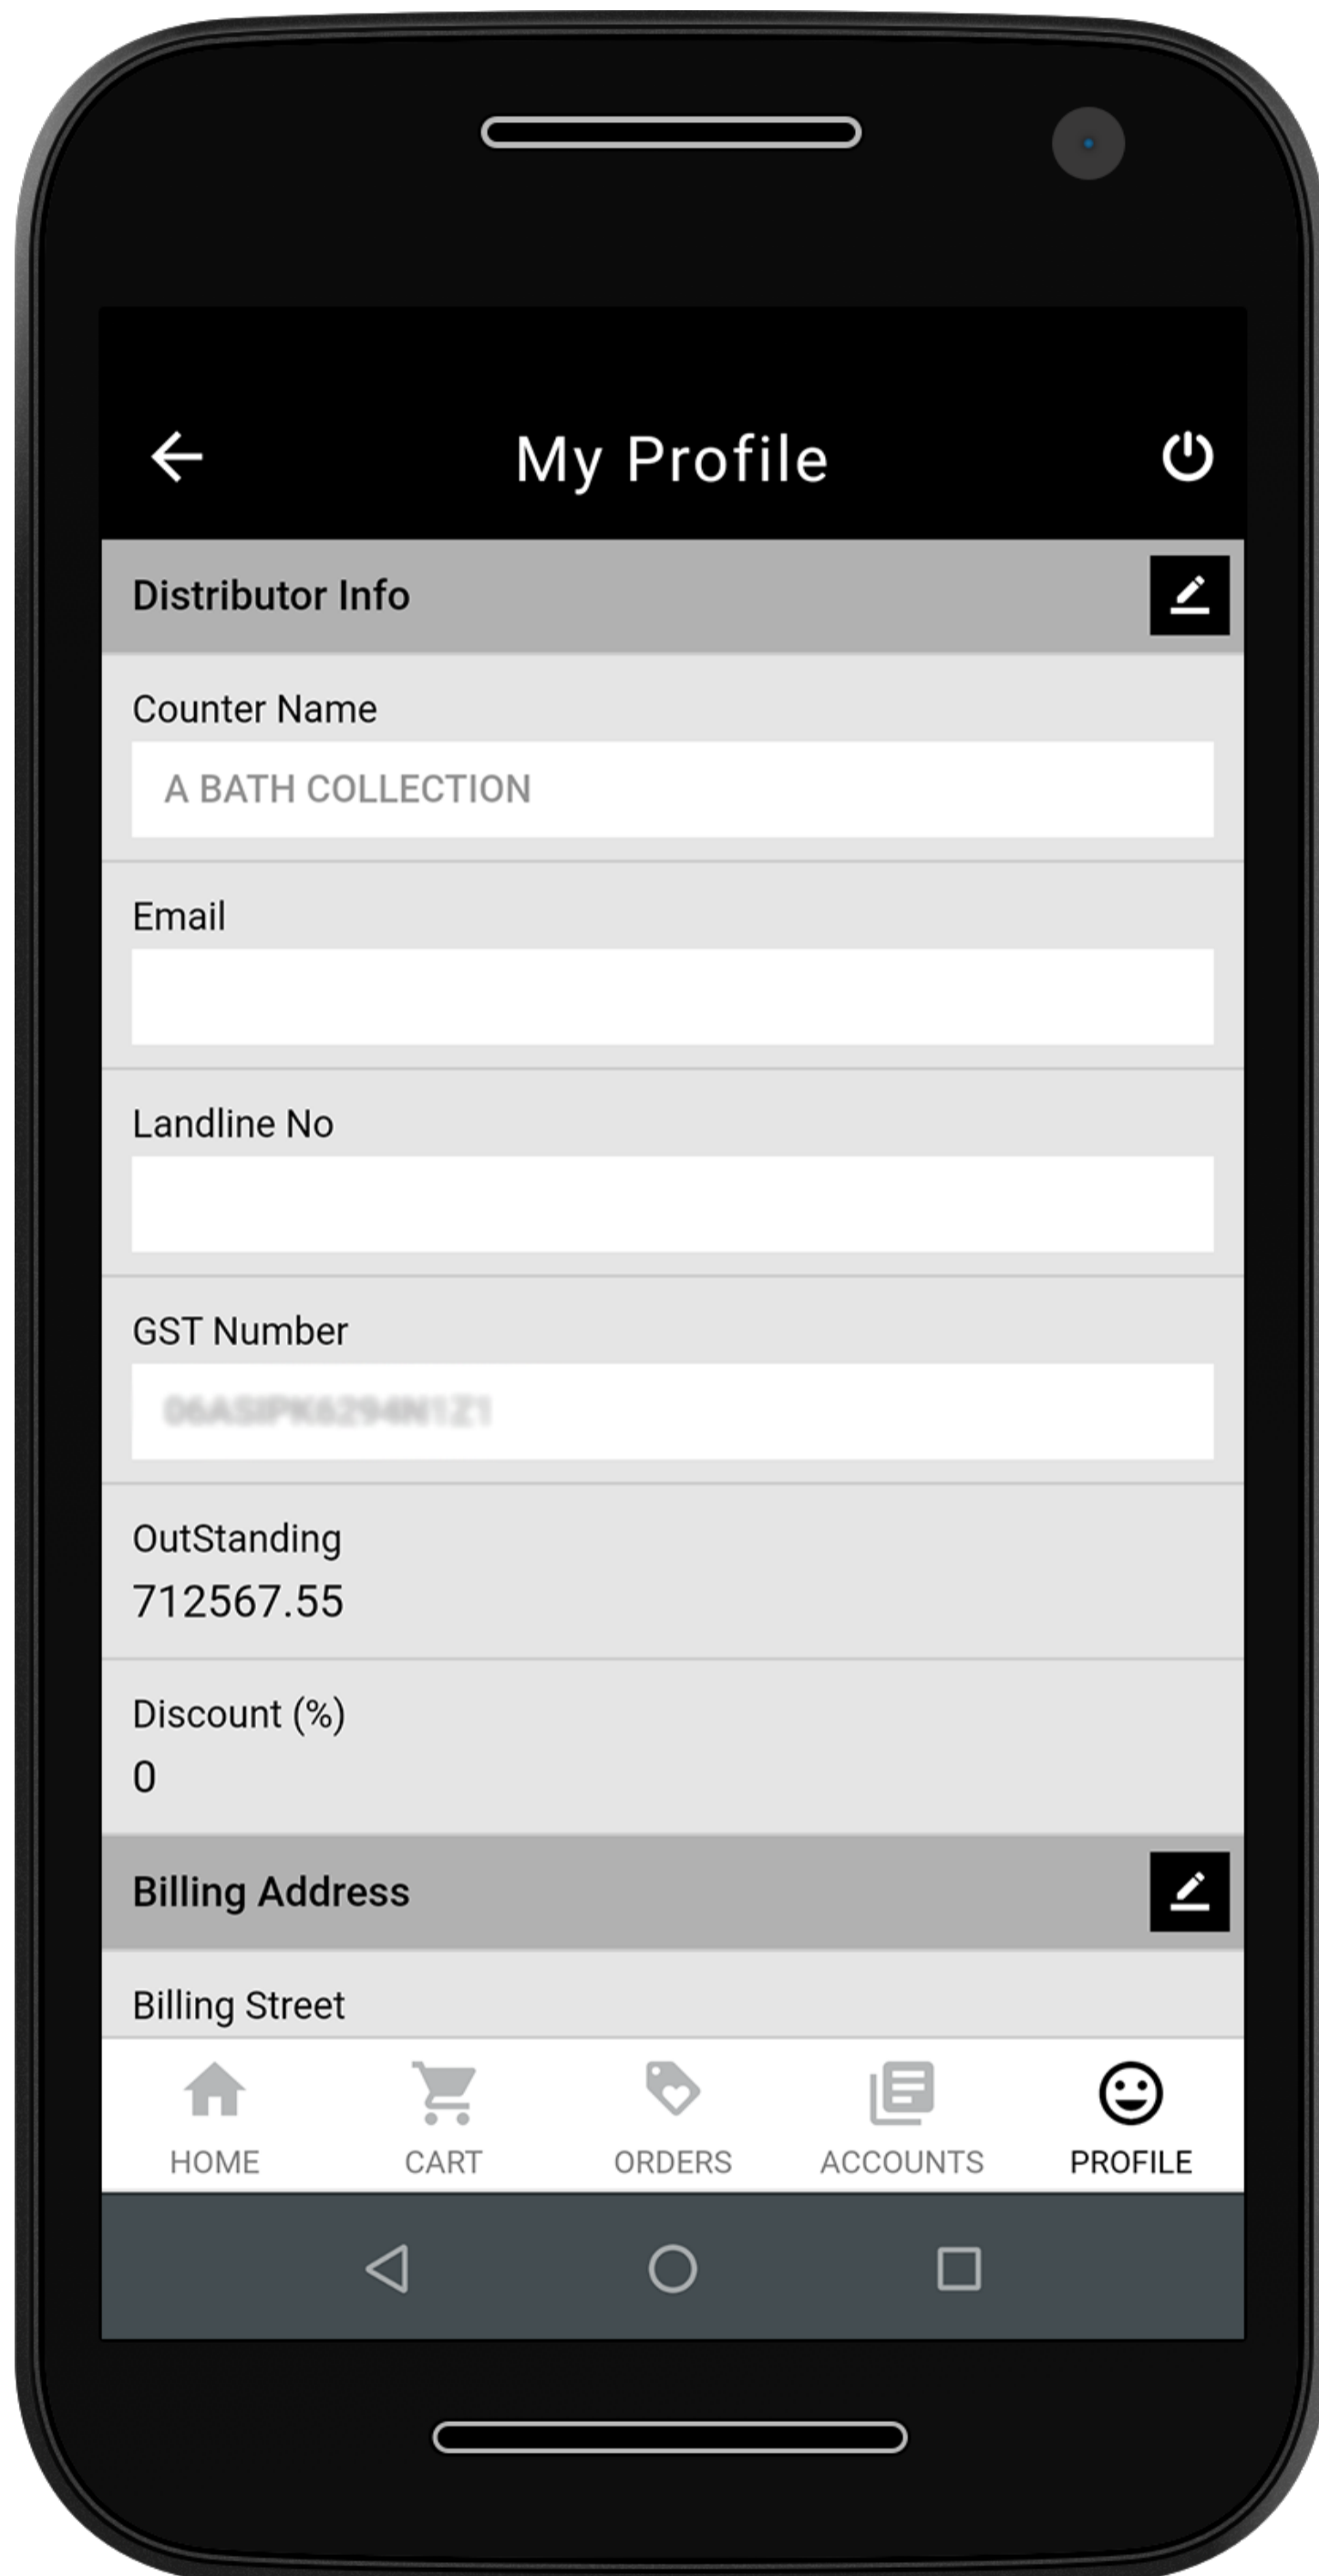 My Profile
Distributor Info
Counter Name
A BATH COLLECTION
Email
Landline No
GST Number
OutStanding
712567.55
Discount (%)
0
Billing Address
Billing Street
HOME
CART
ORDERS
ACCOUNTS
PROFILE